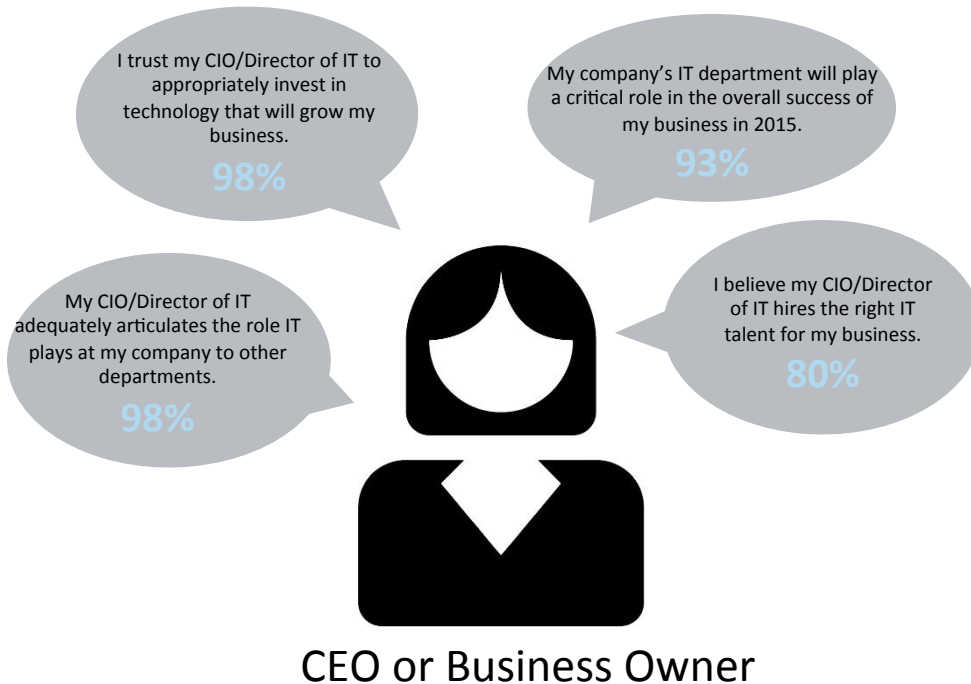 I trust my CIO/Director of IT to
appropriately invest in
technology that will grow my
business.
98%
My company’s IT department will play
a critical role in the overall success of
my business in 2015.
93%
My CIO/Director of IT
adequately articulates the role IT
plays at my company to other
departments.
98%
I believe my CIO/Director
of IT hires the right IT
talent for my business.
80%
CEO or Business Owner